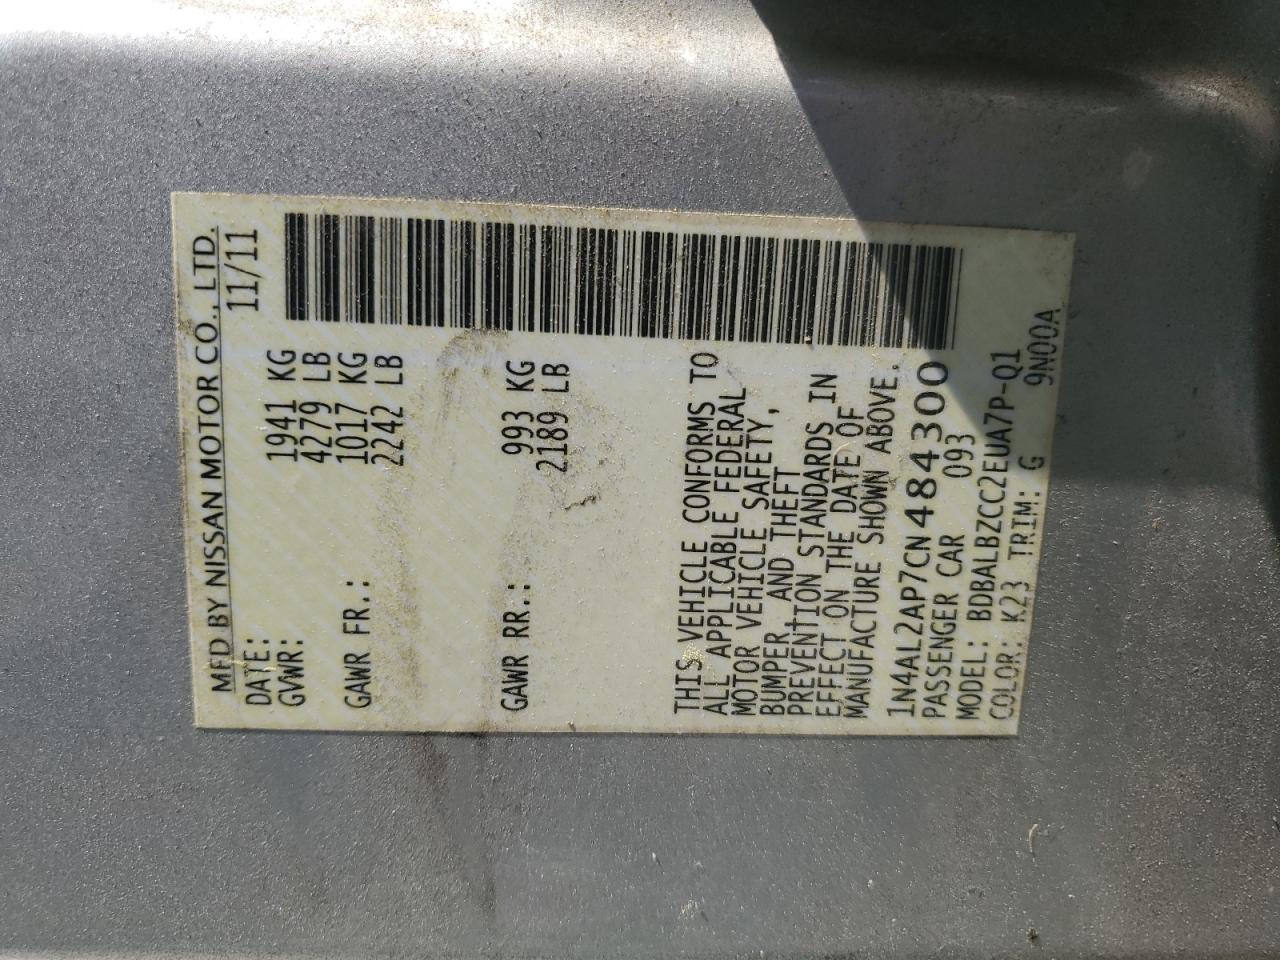 MFD BY NISSAN MOTOR CO., LTD.
DATE: 11/11
GVWR: 1941 KG
4279 LB
GAWR FR.: 1017 KG
2242 LB
GAWR RR.: 993 KG
2189 LB
THIS VEHICLE CONFORMS TO
ALL APPLICABLE FEDERAL
MOTOR VEHICLE SAFETY,
BUMPER AND THEFT
PREVENTION STANDARDS IN
EFFECT ON THE DATE OF
MANUFACTURE SHOWN ABOVE.
1N4AL2AP7CN484300
PASSENGER CAR 093
MODEL: BDBALBZCC2EUA7P-Q1
COLOR: K23 TRIM: G 9N00A